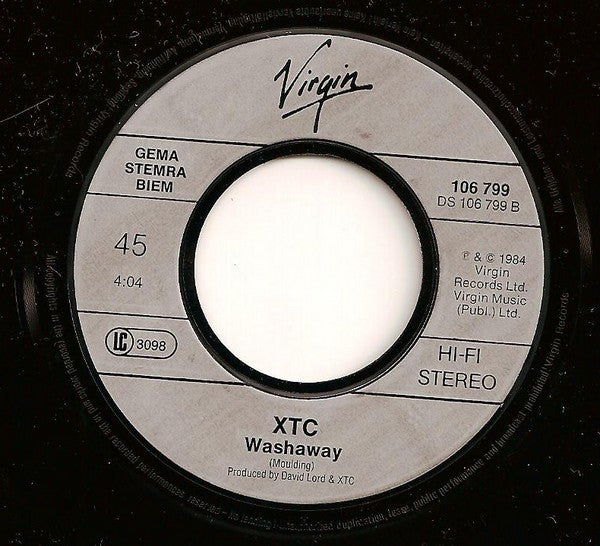 Virgin
GEMA
STEMRA
BIEM
106 799
DS 106 799 B
45
4:04
℗ & © 1984
Virgin
Records Ltd.
Virgin Music
(Publ.) Ltd.
LC 3098
HI-FI
STEREO
XTC
Washaway
(Moulding)
Produced by David Lord & XTC